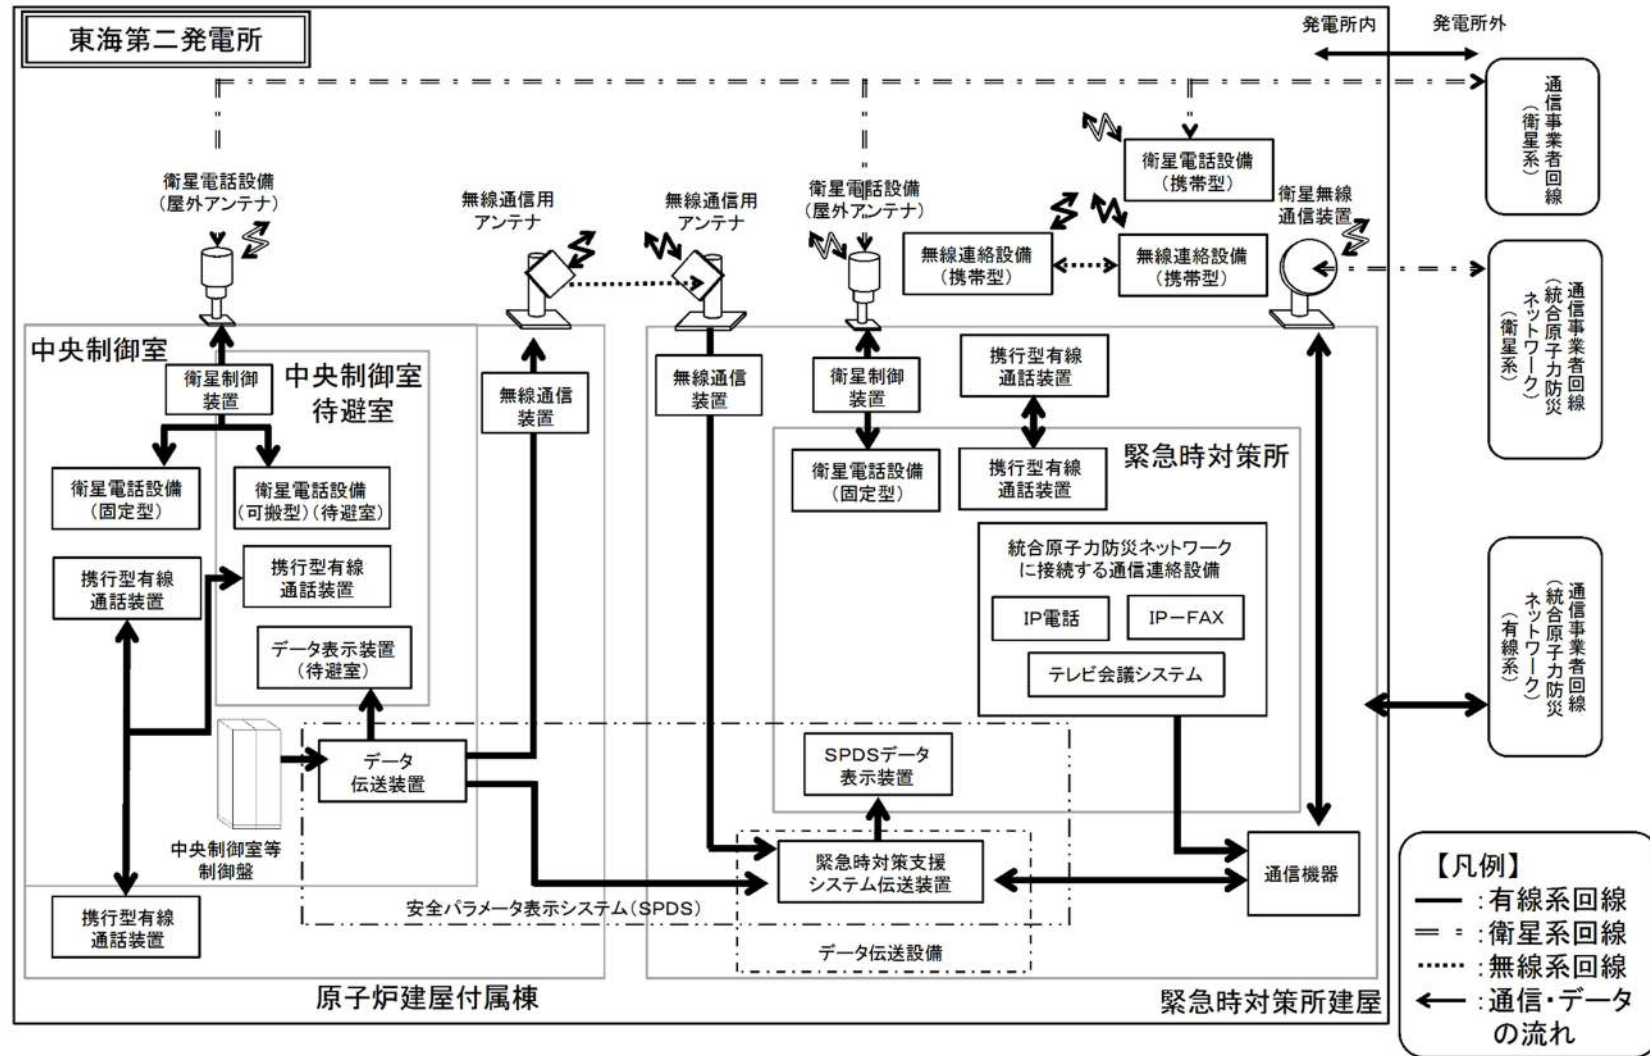 東海第二発電所
発電所内
発電所外
通信事業者回線
(衛星系)
衛星電話設備
(携帯型)
衛星電話設備
(屋外アンテナ)
無線通信用
アンテナ
無線通信用
アンテナ
衛星電話設備
(屋外アンテナ)
衛星無線
通信装置
無線連絡設備
(携帯型)
無線連絡設備
(携帯型)
通信事業者回線
(統合原子力防災
ネットワーク)
(衛星系)
中央制御室
衛星制御
装置
中央制御室
待避室
無線通信
装置
無線通信
装置
衛星制御
装置
携行型有線
通話装置
緊急時対策所
衛星電話設備
(固定型)
衛星電話設備
(可搬型)(待避室)
衛星電話設備
(固定型)
携行型有線
通話装置
携行型有線
通話装置
携行型有線
通話装置
統合原子力防災ネットワーク
に接続する通信連絡設備
IP電話
IP-FAX
テレビ会議システム
通信事業者回線
(統合原子力防災
ネットワーク)
(有線系)
データ表示装置
(待避室)
データ
伝送装置
SPDSデータ
表示装置
中央制御室等
制御盤
緊急時対策支援
システム伝送装置
通信機器
携行型有線
通話装置
安全パラメータ表示システム(SPDS)
データ伝送設備
原子炉建屋付属棟
緊急時対策所建屋
【凡例】
:有線系回線
:衛星系回線
:無線系回線
:通信・データ
の流れ